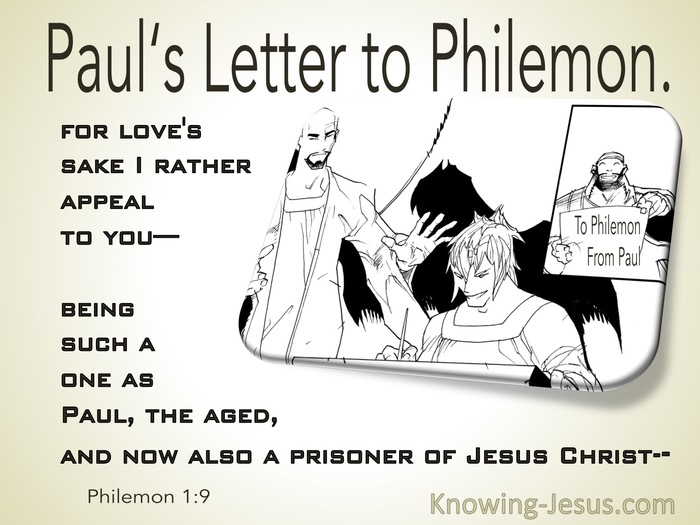 Paul's Letter to Philemon.
FOR LOVE'S
SAKE I RATHER
APPEAL
TO YOU—
BEING
SUCH A
ONE AS
PAUL, THE AGED,
AND NOW ALSO A PRISONER OF JESUS CHRIST--
Philemon 1:9
To Philemon
From Paul
Knowing-Jesus.com